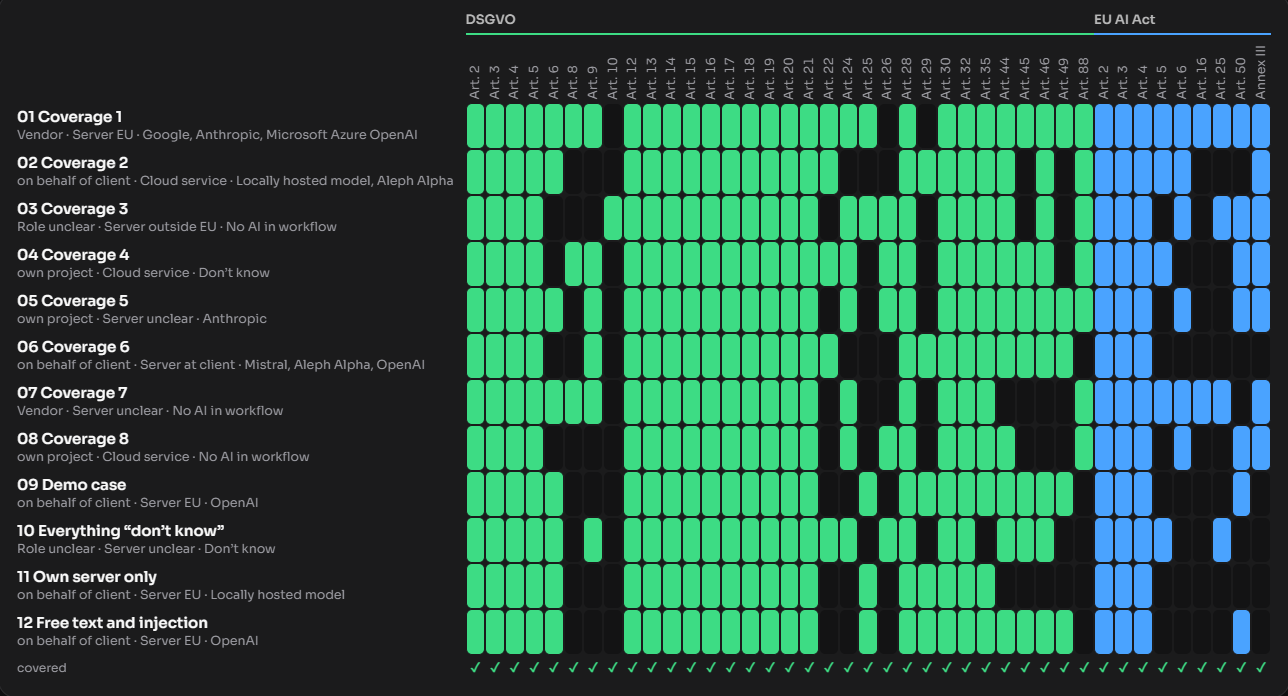 DSGVO EU AI Act
Art. 2 Art. 3 Art. 4 Art. 5 Art. 6 Art. 8 Art. 9 Art. 10 Art. 12 Art. 13 Art. 14 Art. 15 Art. 16 Art. 17 Art. 18 Art. 19 Art. 20 Art. 21 Art. 22 Art. 24 Art. 25 Art. 26 Art. 28 Art. 29 Art. 30 Art. 32 Art. 35 Art. 44 Art. 45 Art. 46 Art. 49 Art. 88 Art. 2 Art. 3 Art. 4 Art. 5 Art. 6 Art. 16 Art. 25 Art. 50 Annex III
01 Coverage 1
Vendor · Server EU · Google, Anthropic, Microsoft Azure OpenAI
02 Coverage 2
on behalf of client · Cloud service · Locally hosted model, Aleph Alpha
03 Coverage 3
Role unclear · Server outside EU · No AI in workflow
04 Coverage 4
own project · Cloud service · Don’t know
05 Coverage 5
own project · Server unclear · Anthropic
06 Coverage 6
on behalf of client · Server at client · Mistral, Aleph Alpha, OpenAI
07 Coverage 7
Vendor · Server unclear · No AI in workflow
08 Coverage 8
own project · Cloud service · No AI in workflow
09 Demo case
on behalf of client · Server EU · OpenAI
10 Everything “don’t know”
Role unclear · Server unclear · Don’t know
11 Own server only
on behalf of client · Server EU · Locally hosted model
12 Free text and injection
on behalf of client · Server EU · OpenAI
covered ✓ ✓ ✓ ✓ ✓ ✓ ✓ ✓ ✓ ✓ ✓ ✓ ✓ ✓ ✓ ✓ ✓ ✓ ✓ ✓ ✓ ✓ ✓ ✓ ✓ ✓ ✓ ✓ ✓ ✓ ✓ ✓ ✓ ✓ ✓ ✓ ✓ ✓ ✓ ✓ ✓